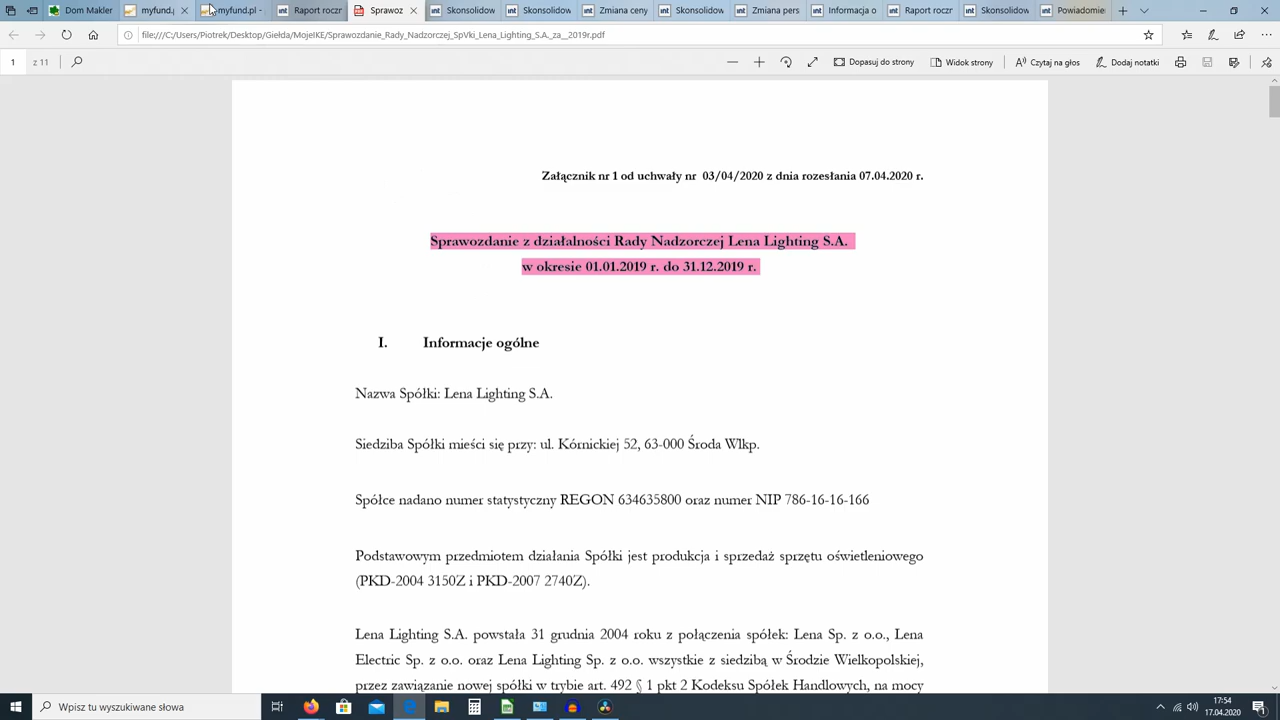 Dom Makler
myfund.p
myfund.pl -
Raport roczr
Sprawoz
Skonsolidow
Skonsolidow
Zmiana ceny
Skonsolidow
Zmiana pers
Informacja o
Raport roczr
Powiadomie
file:///C:/Users/Piotrek/Desktop/Giełda/MojeIKE/Sprawozdanie_Rady_Nadzorczej_SpVki_Lena_Lighting_S.A._za__2019r.pdf
1 z 11 Dopasuj do strony Widok strony Czytaj na głos Dodaj notatki
Załącznik nr 1 od uchwały nr 03/04/2020 z dnia rozesłania 07.04.2020 r.
Sprawozdanie z działalności Rady Nadzorczej Lena Lighting S.A.
w okresie 01.01.2019 r. do 31.12.2019 r.
I. Informacje ogólne
Nazwa Spółki: Lena Lighting S.A.
Siedziba Spółki mieści się przy: ul. Kórnickiej 52, 63-000 Środa Wlkp.
Spółce nadano numer statystyczny REGON 634635800 oraz numer NIP 786-16-16-166
Podstawowym przedmiotem działania Spółki jest produkcja i sprzedaż sprzętu oświetleniowego
(PKD-2004 3150Z i PKD-2007 2740Z).
Lena Lighting S.A. powstała 31 grudnia 2004 roku z połączenia spółek: Lena Sp. z o.o., Lena
Electric Sp. z o.o. oraz Lena Lighting Sp. z o.o. wszystkie z siedzibą w Środzie Wielkopolskiej,
przez zawiązanie nowej spółki w trybie art. 492 § 1 pkt 2 Kodeksu Spółek Handlowych, na mocy
Wpisz tu wyszukiwane słowa
17:54
17.04.2020